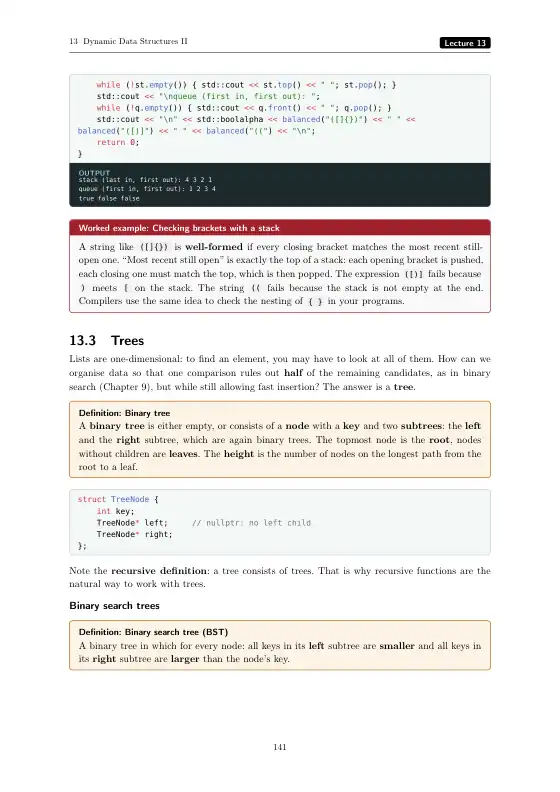 13 Dynamic Data Structures II
Lecture 13
while (!st.empty()) { std::cout << st.top() << " "; st.pop(); }
std::cout << "\nqueue (first in, first out): ";
while (!q.empty()) { std::cout << q.front() << " "; q.pop(); }
std::cout << "\n" << std::boolalpha << balanced("([]{})") << " " <<
balanced("([)]") << " " << balanced("((") << "\n";
return 0;
}
OUTPUT
stack (last in, first out): 4 3 2 1
queue (first in, first out): 1 2 3 4
true false false
Worked example: Checking brackets with a stack
A string like ([]{}) is well-formed if every closing bracket matches the most recent still-
open one. “Most recent still open” is exactly the top of a stack: each opening bracket is pushed,
each closing one must match the top, which is then popped. The expression ([)] fails because
) meets [ on the stack. The string (( fails because the stack is not empty at the end.
Compilers use the same idea to check the nesting of { } in your programs.
13.3 Trees
Lists are one-dimensional: to find an element, you may have to look at all of them. How can we
organise data so that one comparison rules out half of the remaining candidates, as in binary
search (Chapter 9), but while still allowing fast insertion? The answer is a tree.
Definition: Binary tree
A binary tree is either empty, or consists of a node with a key and two subtrees: the left
and the right subtree, which are again binary trees. The topmost node is the root, nodes
without children are leaves. The height is the number of nodes on the longest path from the
root to a leaf.
struct TreeNode {
int key;
TreeNode* left; // nullptr: no left child
TreeNode* right;
};
Note the recursive definition: a tree consists of trees. That is why recursive functions are the
natural way to work with trees.
Binary search trees
Definition: Binary search tree (BST)
A binary tree in which for every node: all keys in its left subtree are smaller and all keys in
its right subtree are larger than the node's key.
141